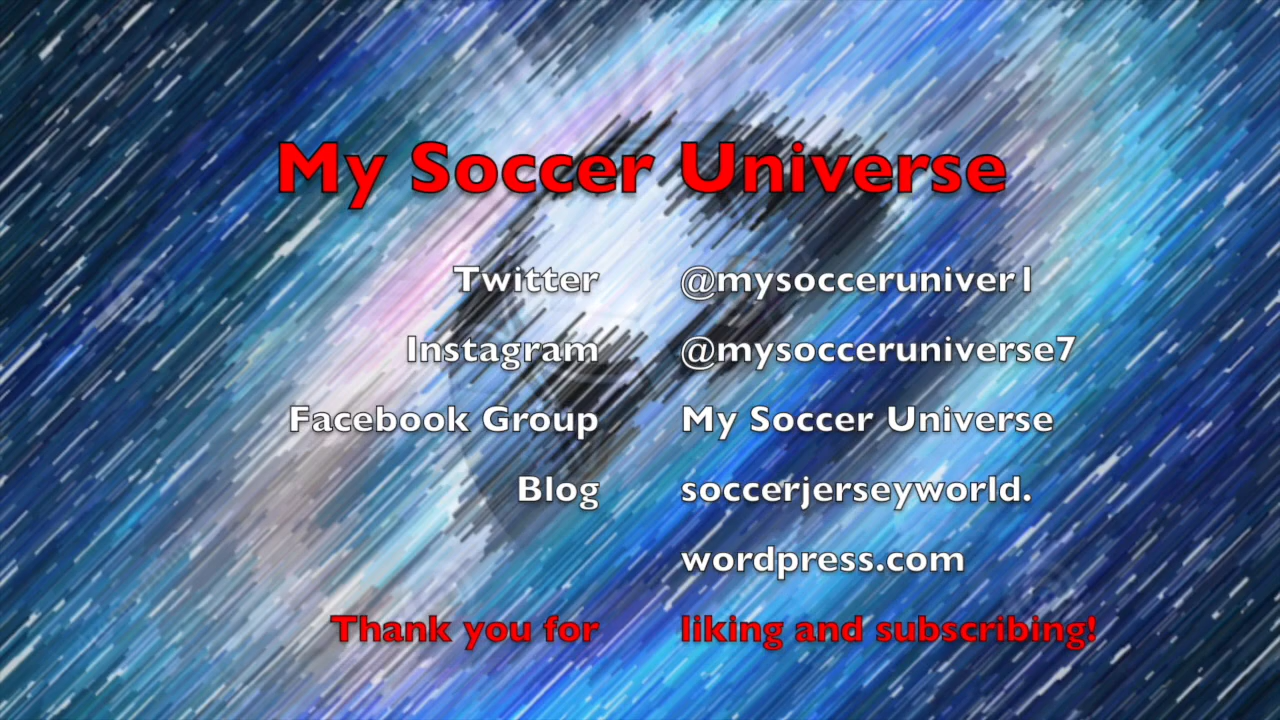 My Soccer Universe
Twitter @mysocceruniver1
Instagram @mysocceruniverse7
Facebook Group My Soccer Universe
Blog soccerjerseyworld.
wordpress.com
Thank you for liking and subscribing!